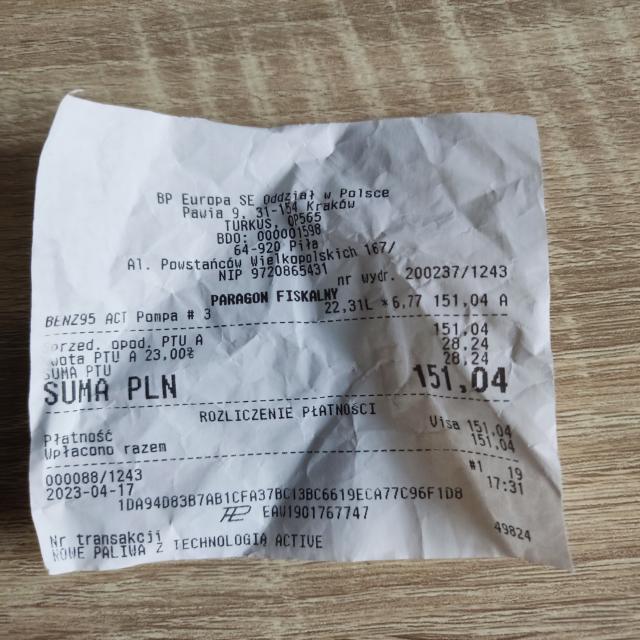 BP Europa SE Oddział w Polsce
Pawia 9, 31-154 Kraków
TURKUS, OP565
BDO: 000001598
64-920 Piła
Al. Powstańców Wielkopolskich 167/
NIP 9720865431
nr wydr. 200237/1243
PARAGON FISKALNY
BENZ95 ACT Pompa # 3 22,31L *6.77 151,04 A
Sprzed. opod. PTU A 151,04
Kwota PTU A 23,00% 28,24
SUMA PTU 28,24
SUMA PLN 151,04
ROZLICZENIE PŁATNOŚCI
Płatność Visa 151,04
Wpłacono razem 151,04
000088/1243 #1 19
2023-04-17 17:31
1DA94D83B7AB1CFA37BC13BC6619ECA77C96F1D8
EAW1901767747
Nr transakcji 49824
NOWE PALIWA Z TECHNOLOGIĄ ACTIVE